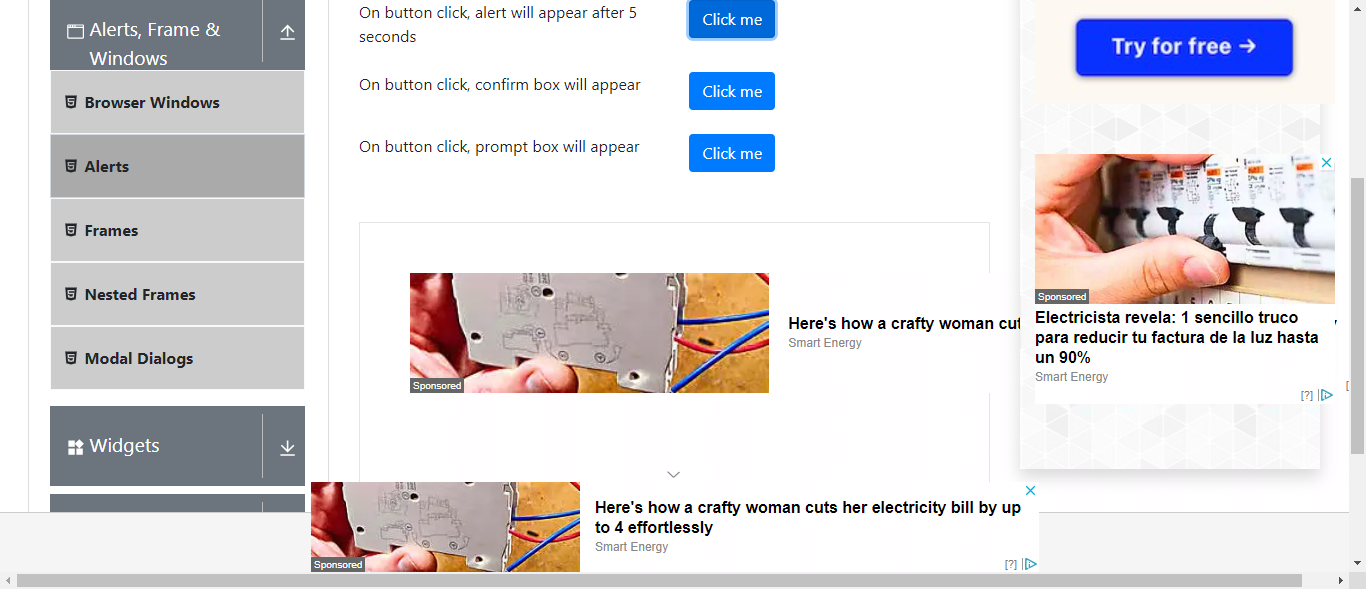 Alerts, Frame &
Windows
Browser Windows
Alerts
Frames
Nested Frames
Modal Dialogs
Widgets
On button click, alert will appear after 5
seconds
Click me
On button click, confirm box will appear
Click me
On button click, prompt box will appear
Click me
Sponsored
Here's how a crafty woman cut
Smart Energy
Sponsored
Here's how a crafty woman cuts her electricity bill by up
to 4 effortlessly
Smart Energy
[?]
Try for free →
Sponsored
Electricista revela: 1 sencillo truco
para reducir tu factura de la luz hasta
un 90%
Smart Energy
[?]